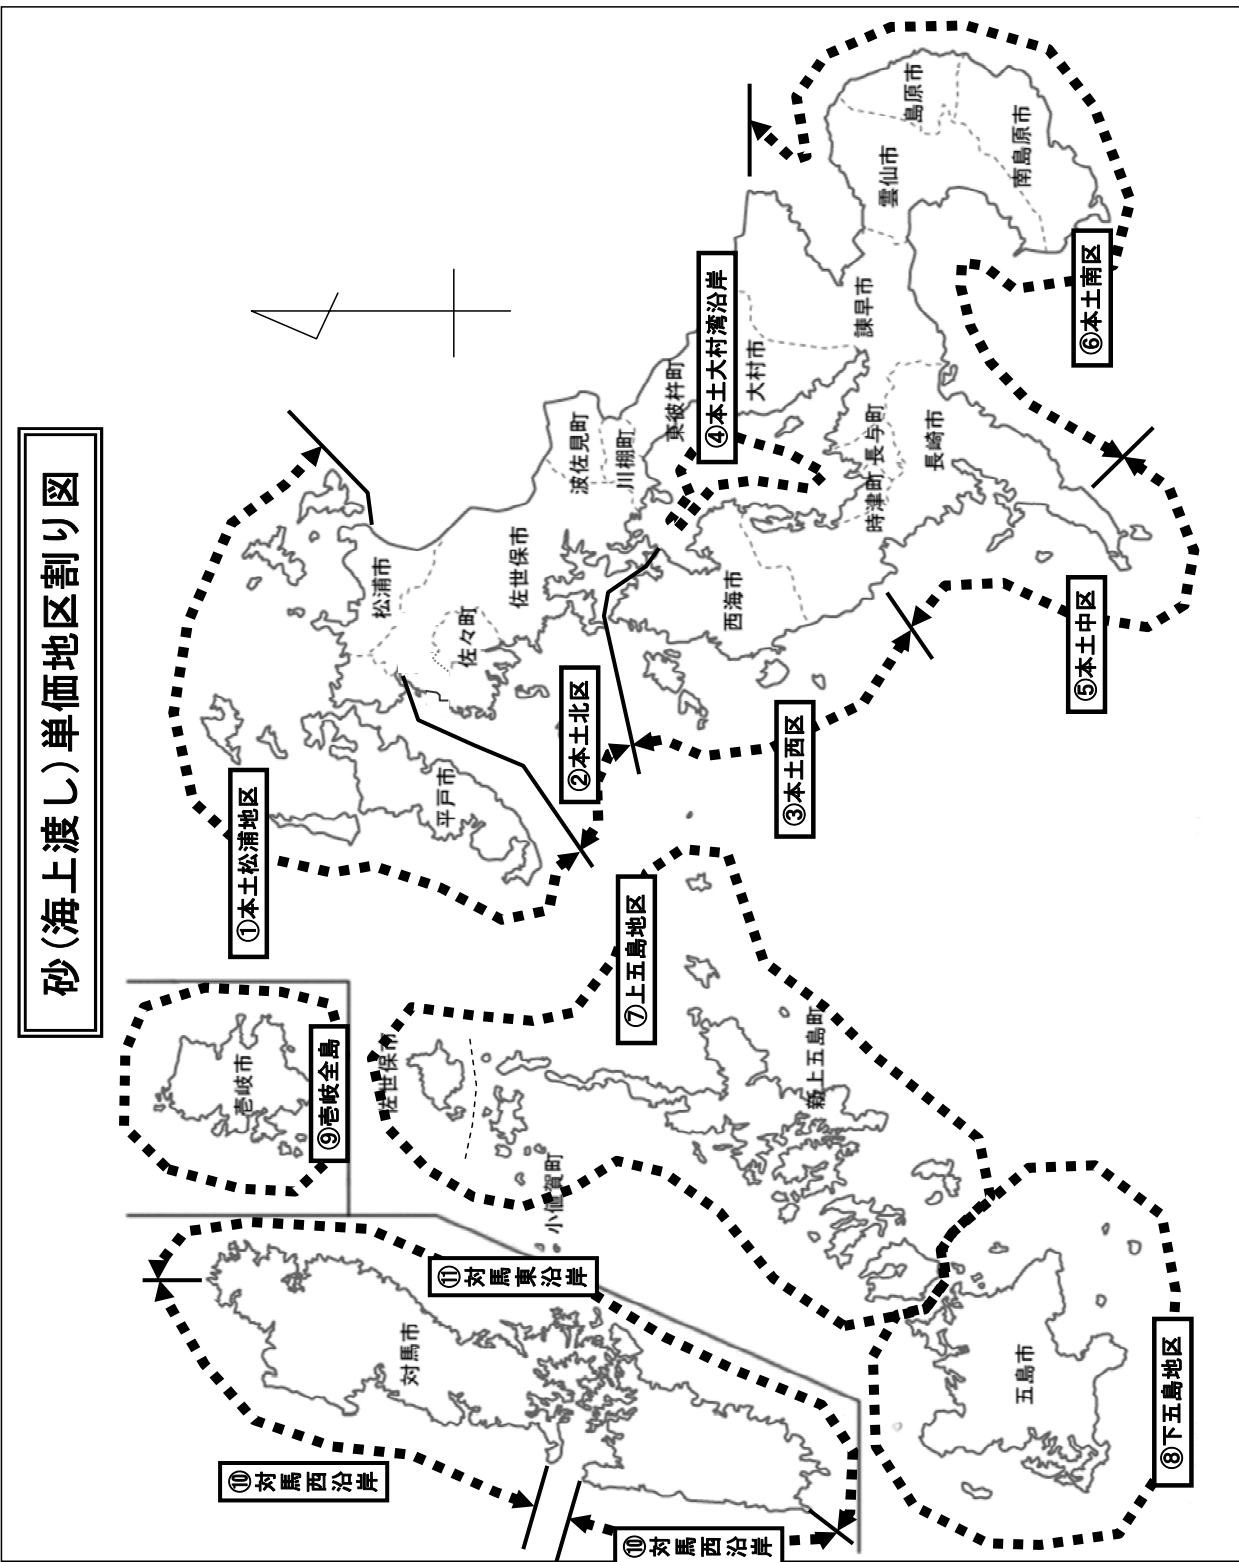 砂(海上渡し)単価地区割り図
①本土松浦地区
②本土北区
③本土西区
④本土大村湾沿岸
⑤本土中区
⑥本土南区
⑦上五島地区
⑧下五島地区
⑨壱岐全島
⑩対馬西沿岸
⑩対馬西沿岸
⑪対馬東沿岸
松浦市
佐々町
佐世保市
平戸市
波佐見町
川棚町
東彼杵町
大村市
西海市
時津町
長与町
長崎市
諫早市
雲仙市
島原市
南島原市
壱岐市
佐世保市
小値賀町
新上五島町
対馬市
五島市